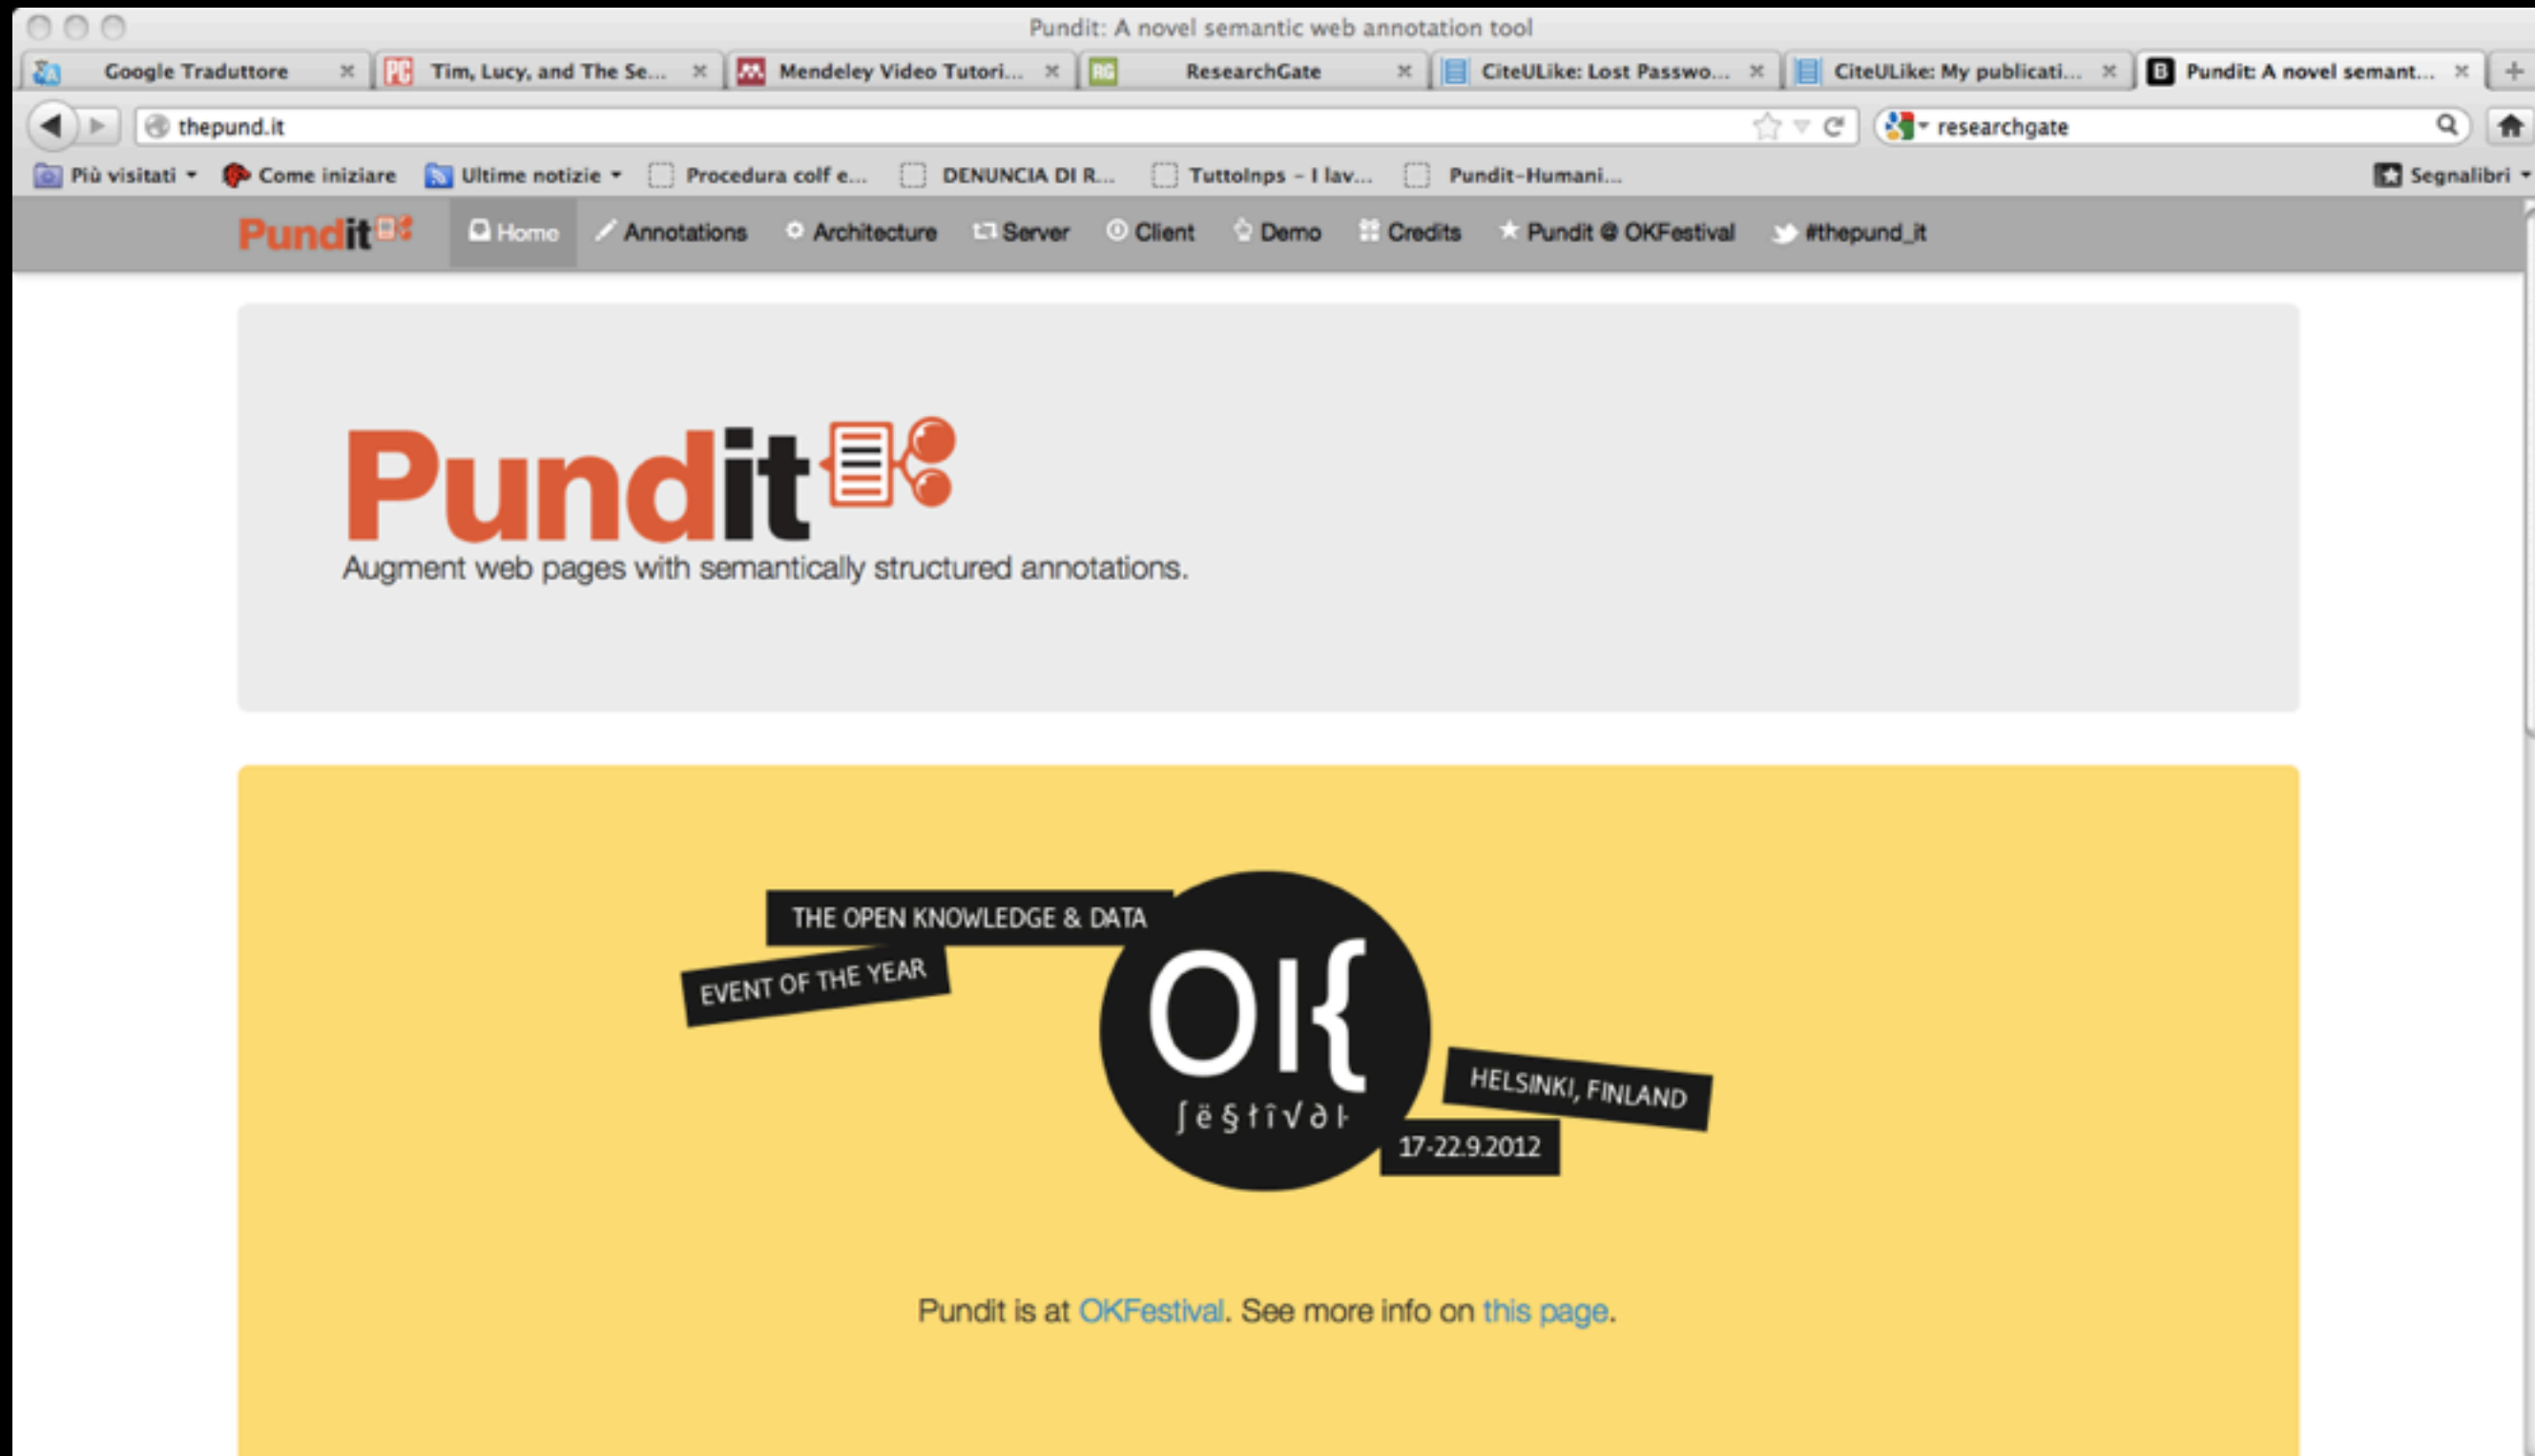 Pundit: A novel semantic web annotation tool
Google Traduttore Tim, Lucy, and The Se... Mendeley Video Tutori... ResearchGate CiteULike: Lost Passwo... CiteULike: My publicati... Pundit: A novel semant...
thepund.it researchgate
Più visitati Come iniziare Ultime notizie Procedura colf e... DENUNCIA DI R... TuttoInps - I lav... Pundit-Humani... Segnalibri
Pundit Home Annotations Architecture Server Client Demo Credits Pundit @ OKFestival #thepund_it
Pundit
Augment web pages with semantically structured annotations.
THE OPEN KNOWLEDGE & DATA
EVENT OF THE YEAR
OK
ʃë§łî√∂ŀ
HELSINKI, FINLAND
17-22.9.2012
Pundit is at OKFestival. See more info on this page.